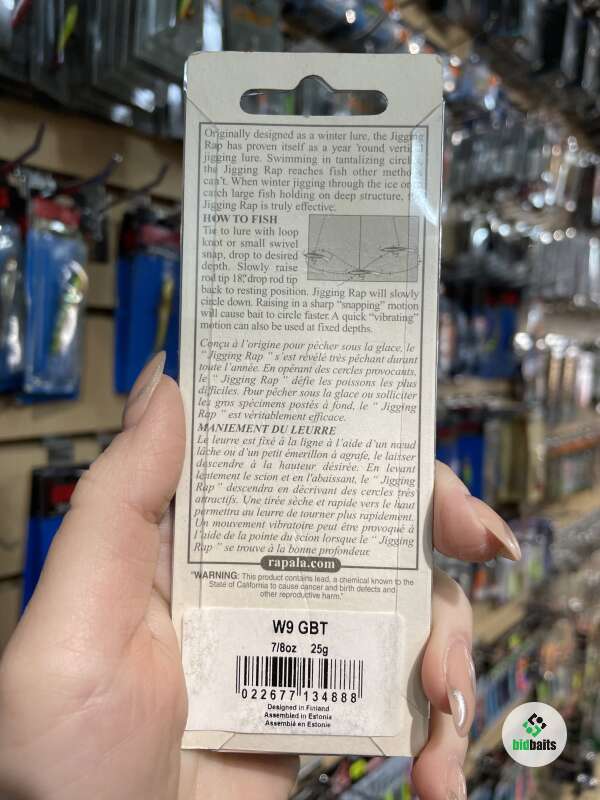 Originally designed as a winter lure, the Jigging
Rap has proven itself as a year 'round vertical
jigging lure. Swimming in tantalizing circles
the Jigging Rap reaches fish other methods
can't. When winter jigging through the ice or
catch large fish holding on deep structure, the
Jigging Rap is truly effective.
HOW TO FISH
Tie to lure with loop
knot or small swivel
snap, drop to desired
depth. Slowly raise
rod tip 18", drop rod tip
back to resting position. Jigging Rap will slowly
circle down. Raising in a sharp "snapping" motion
will cause bait to circle faster. A quick "vibrating"
motion can also be used at fixed depths.
Conçu à l'origine pour pêcher sous la glace, le
" Jigging Rap " s'est révélé très pêchant durant
toute l'année. En opérant des cercles provocants,
le " Jigging Rap " défie les poissons les plus
difficiles. Pour pêcher sous la glace ou solliciter
les gros spécimens postés à fond, le " Jigging
Rap " est véritablement efficace.
MANIEMENT DU LEURRE
Le leurre est fixé à la ligne à l'aide d'un nœud
lâche ou d'un petit émerillon à agrafe, le laisser
descendre à la hauteur désirée. En levant
lentement le scion et en l'abaissant, le " Jigging
Rap " descendra en décrivant des cercles très
attractifs. Une tirée sèche et rapide vers le haut
permettra au leurre de tourner plus rapidement.
Un mouvement vibratoire peut être provoqué à
l'aide de la pointe du scion lorsque le " Jigging
Rap " se trouve à la bonne profondeur.
rapala.com
"WARNING: This product contains lead, a chemical known to the
State of California to cause cancer and birth defects and
other reproductive harm."
W9 GBT
7/8oz 25g
022677 134888
Designed in Finland
Assembled in Estonia
Assemblé en Estonie
bidbaits